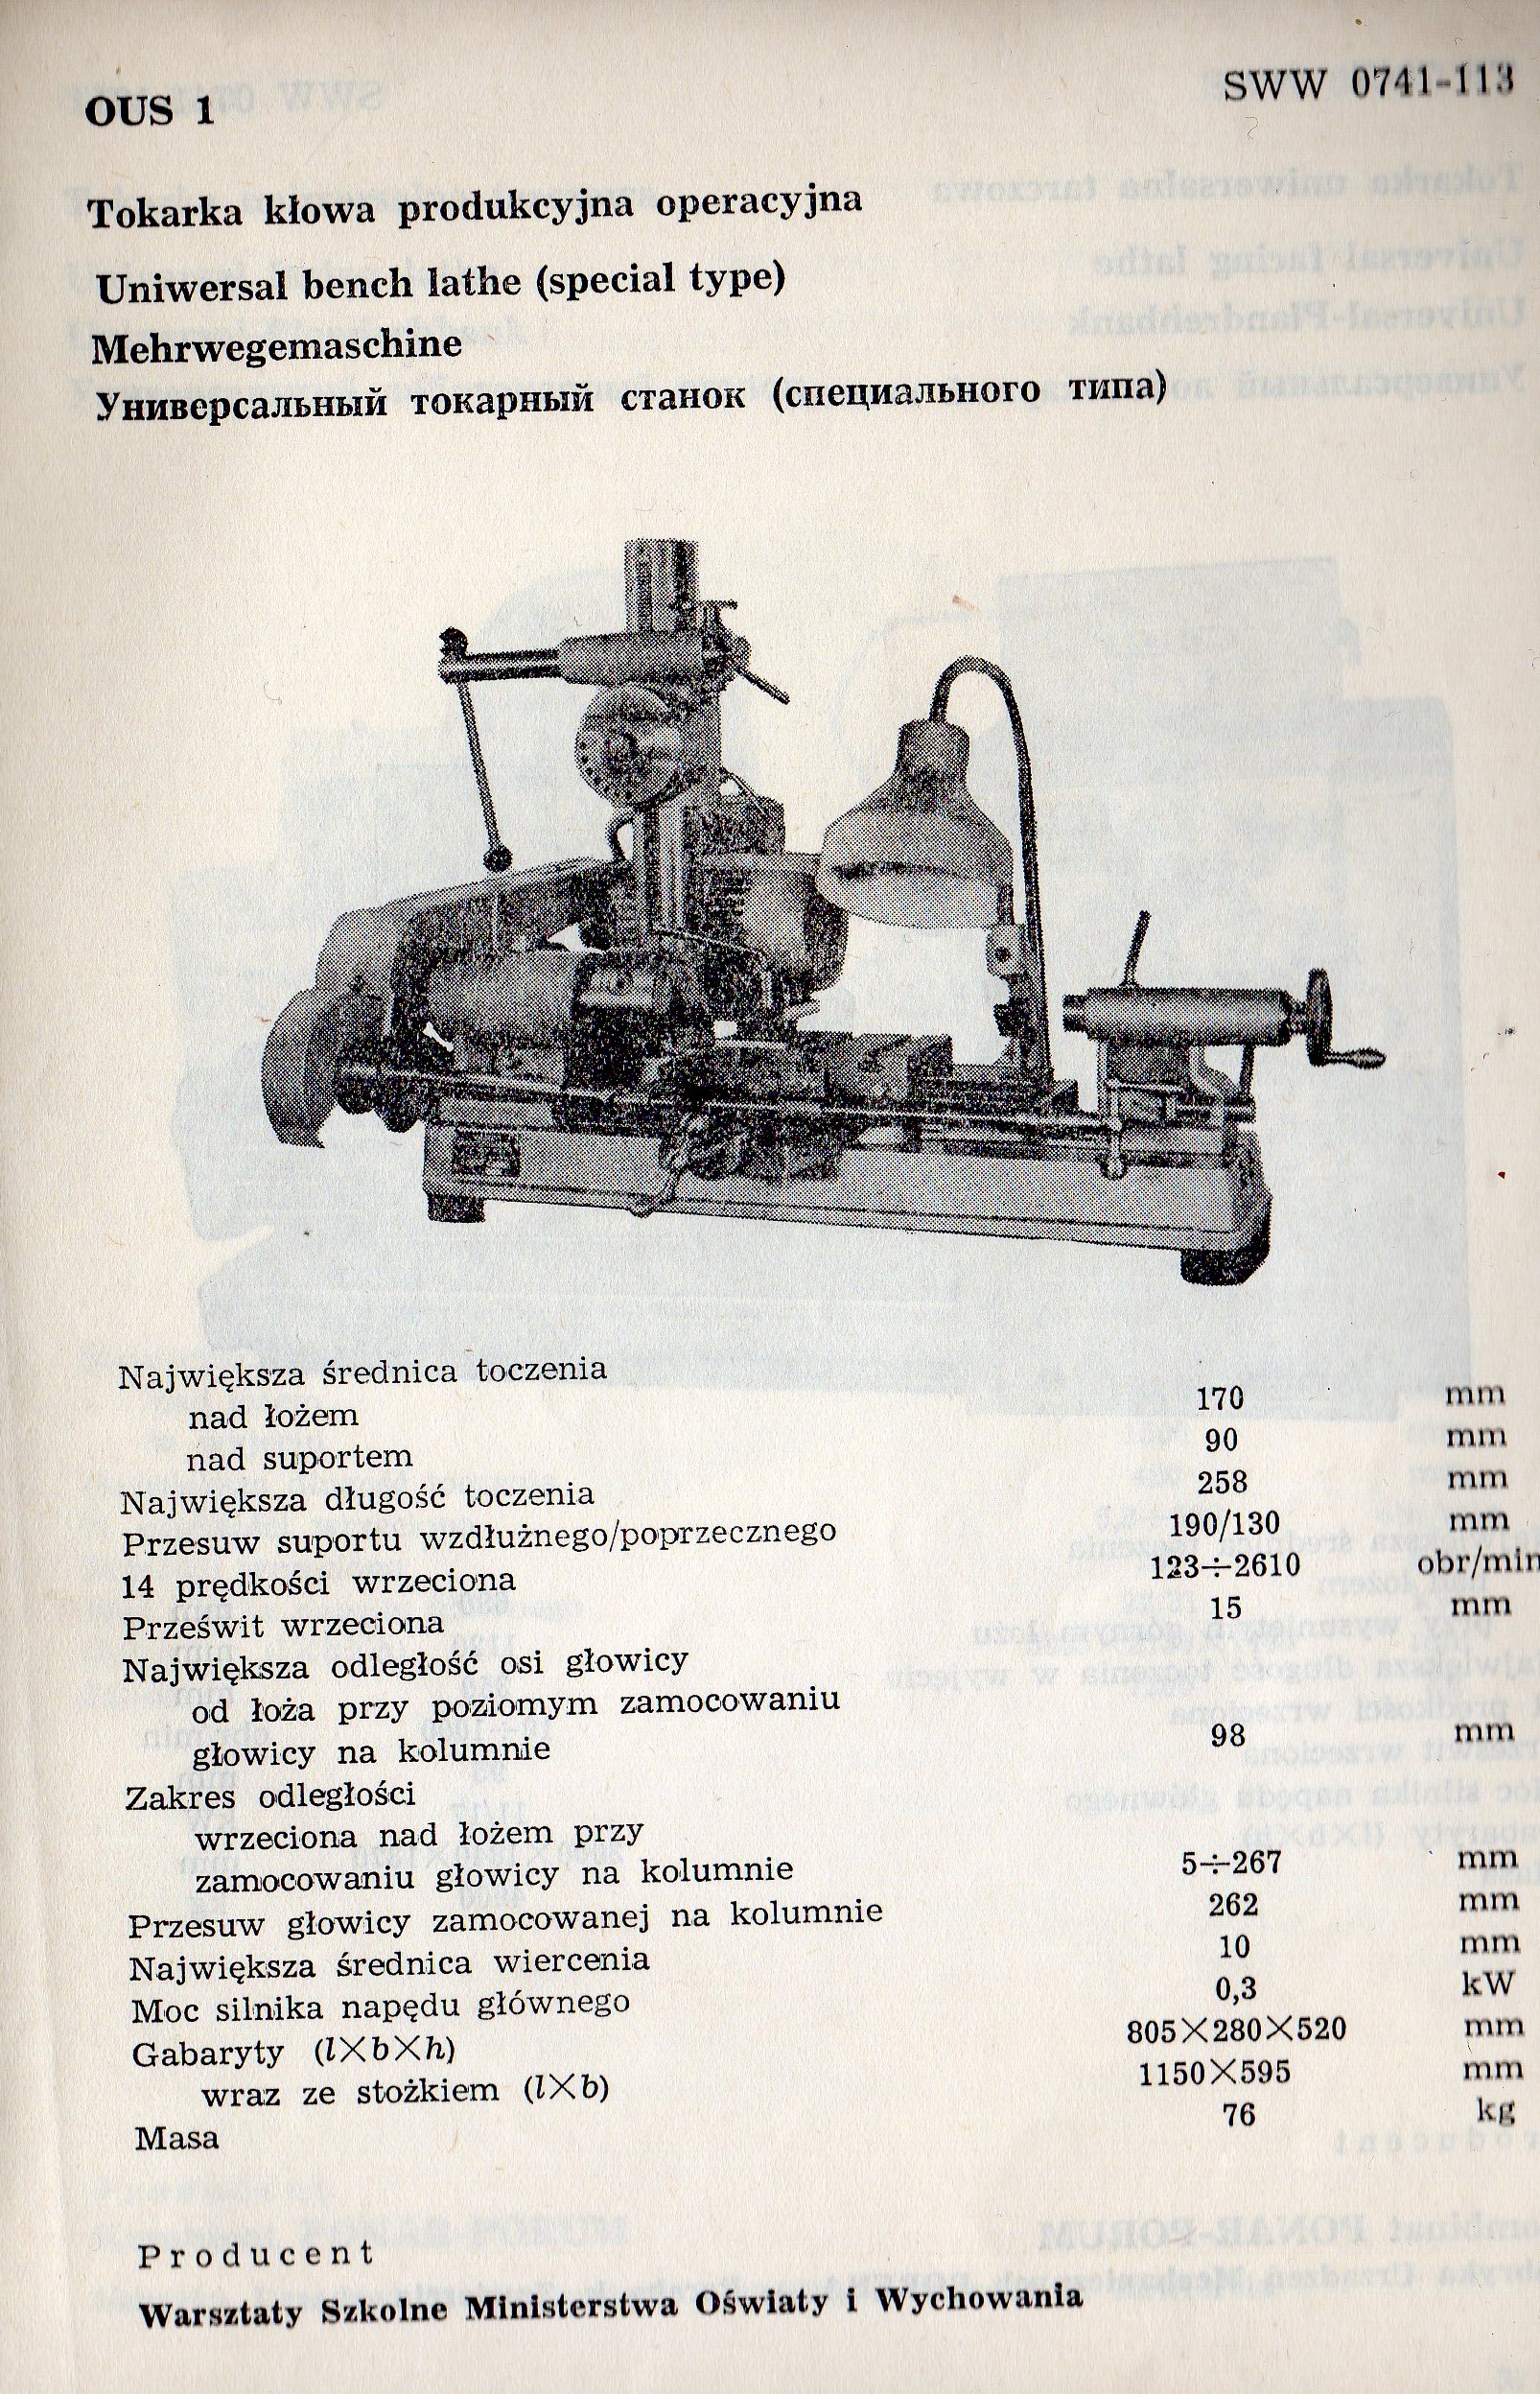 OUS 1 SWW 0741-113
Tokarka kłowa produkcyjna operacyjna
Uniwersal bench lathe (special type)
Mehrwegemaschine
Универсальный токарный станок (специального типа)
Największa średnica toczenia
nad łożem 170 mm
nad suportem 90 mm
Największa długość toczenia 258 mm
Przesuw suportu wzdłużnego/poprzecznego 190/130 mm
14 prędkości wrzeciona 123÷2610 obr/min
Prześwit wrzeciona 15 mm
Największa odległość osi głowicy
od łoża przy poziomym zamocowaniu
głowicy na kolumnie 98 mm
Zakres odległości
wrzeciona nad łożem przy
zamocowaniu głowicy na kolumnie 5÷267 mm
Przesuw głowicy zamocowanej na kolumnie 262 mm
Największa średnica wiercenia 10 mm
Moc silnika napędu głównego 0,3 kW
Gabaryty (l×b×h) 805×280×520 mm
wraz ze stożkiem (l×b) 1150×595 mm
Masa 76 kg
Producent
Warsztaty Szkolne Ministerstwa Oświaty i Wychowania